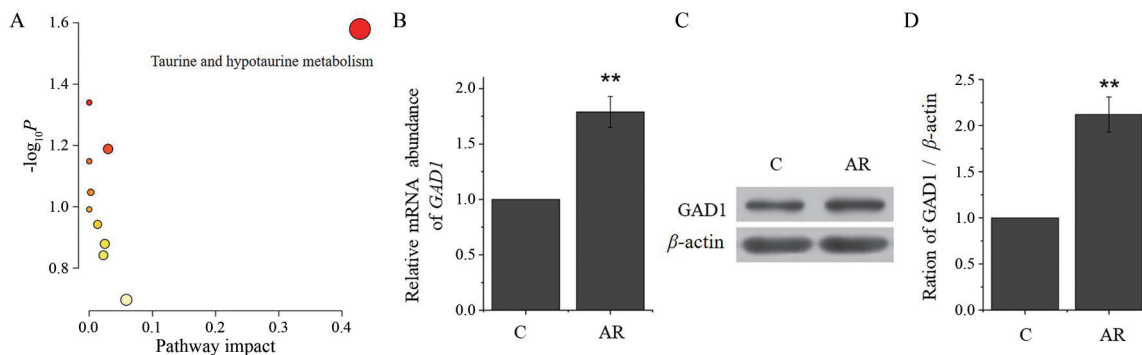 A
1.6
1.4
1.2
1.0
0.8
-log10P
Taurine and hypotaurine metabolism
0.0
0.1
0.2
0.3
0.4
Pathway impact
B
**
2.0
1.5
1.0
0.5
0.0
Relative mRNA abundance
of GAD1
C
AR
C
C
AR
GAD1
β-actin
D
**
2.5
2.0
1.5
1.0
0.5
0.0
Ration of GAD1 / β-actin
C
AR